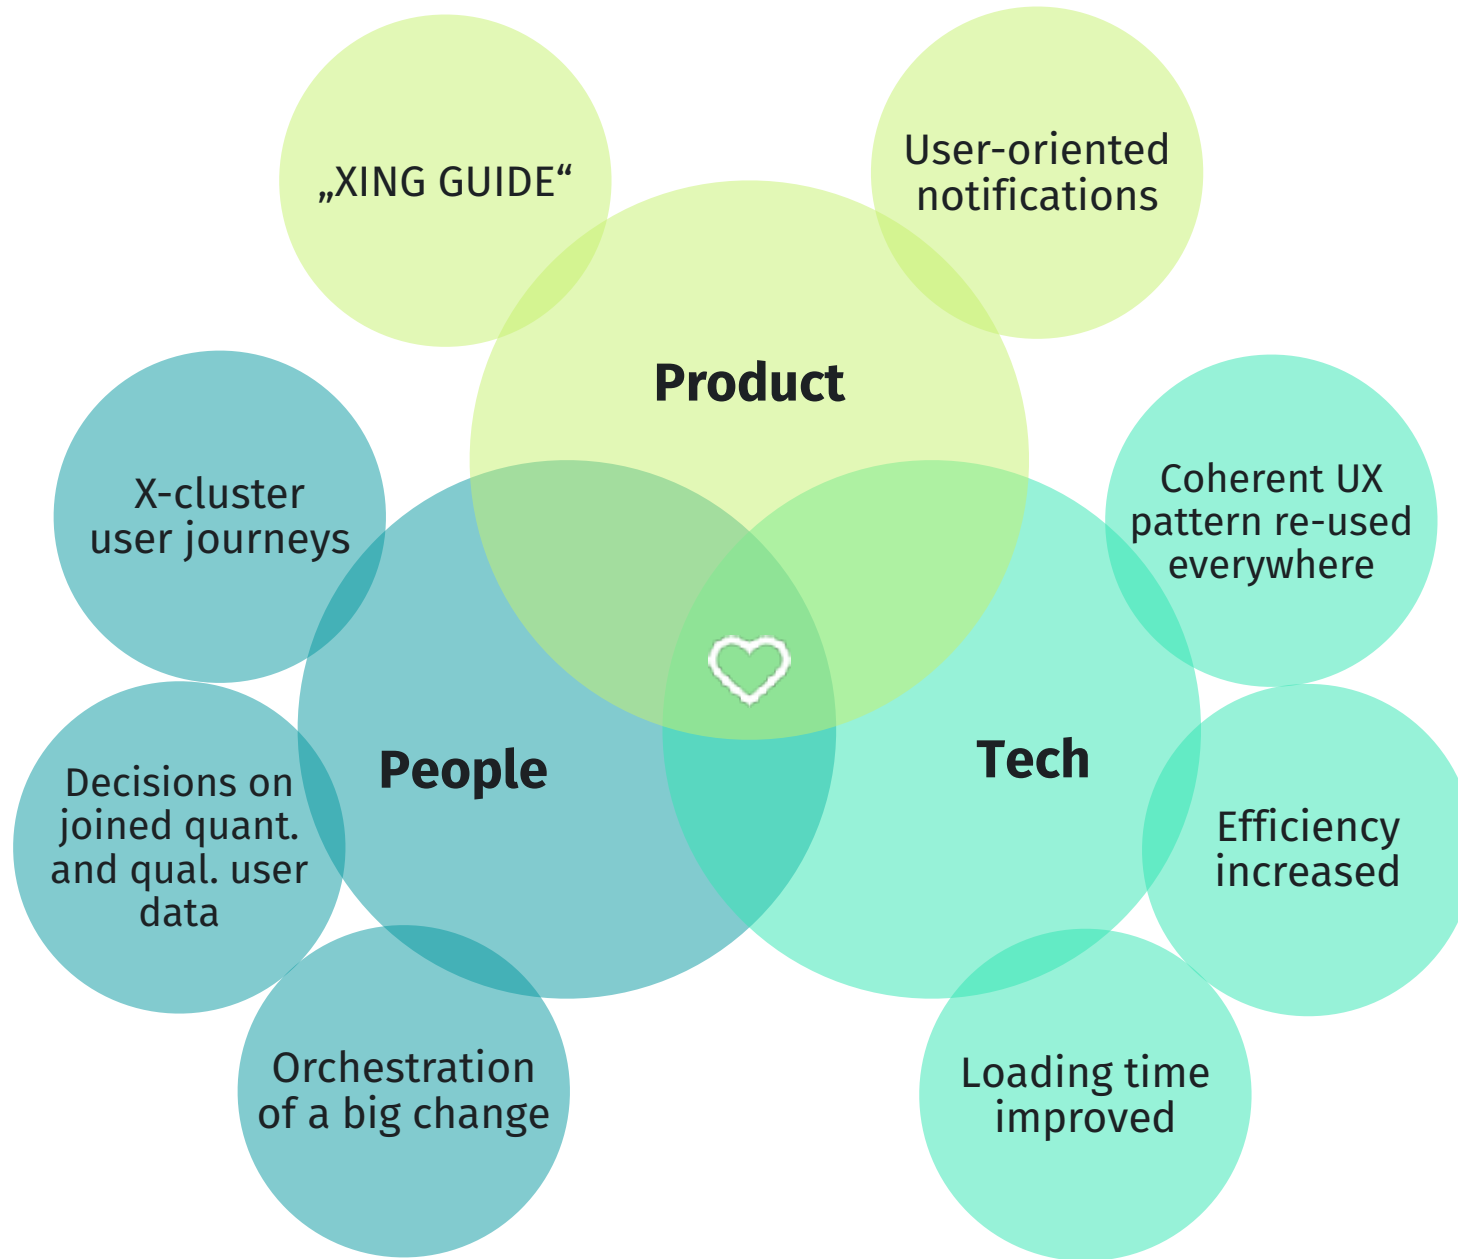 „XING GUIDE“
User-oriented
notifications
Product
X-cluster
user journeys
Coherent UX
pattern re-used
everywhere
People
Tech
Decisions on
joined quant.
and qual. user
data
Efficiency
increased
Orchestration
of a big change
Loading time
improved